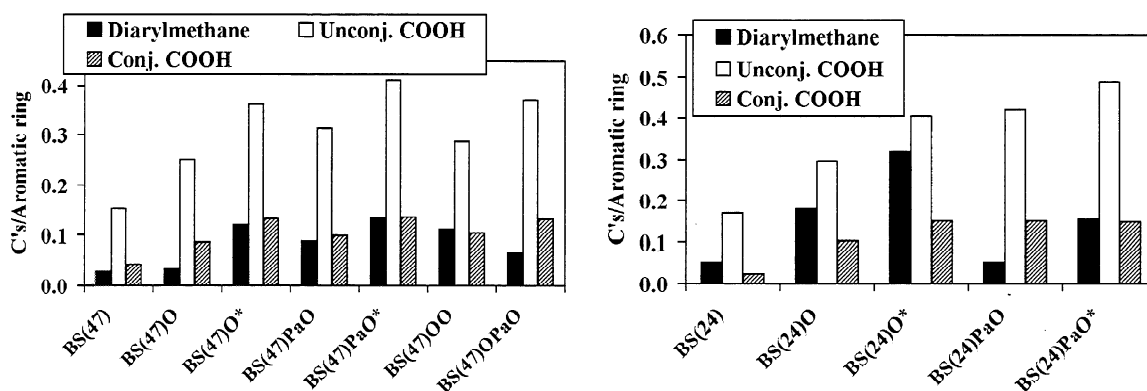 Diarylmethane
Unconj. COOH
Conj. COOH
C's/Aromatic ring
0.4
0.3
0.2
0.1
0.0
BS(47)
BS(47)O
BS(47)O*
BS(47)PaO
BS(47)PaO*
BS(47)OO
BS(47)OPaO
Diarylmethane
Unconj. COOH
Conj. COOH
C's/Aromatic ring
0.6
0.5
0.4
0.3
0.2
0.1
0.0
BS(24)
BS(24)O
BS(24)O*
BS(24)PaO
BS(24)PaO*